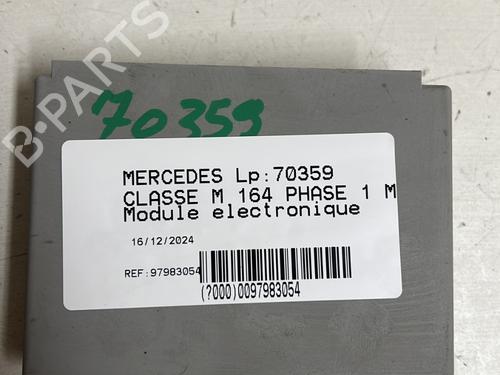 B-PARTS
70359
MERCEDES Lp:70359
CLASSE M 164 PHASE 1 M
Module electronique
16/12/2024
REF:97983054
(?000)0097983054